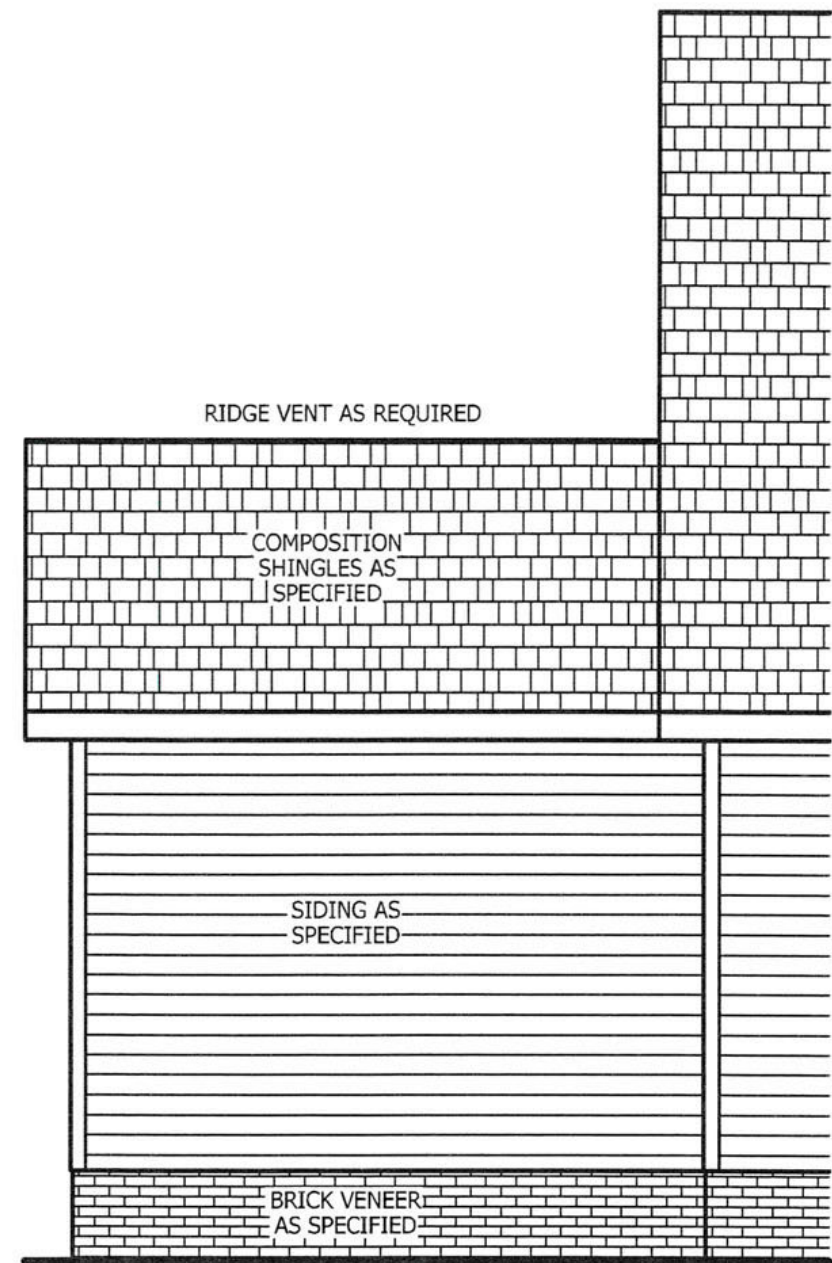 RIDGE VENT AS REQUIRED
COMPOSITION
SHINGLES AS
SPECIFIED
SIDING AS
SPECIFIED
BRICK VENEER
AS SPECIFIED